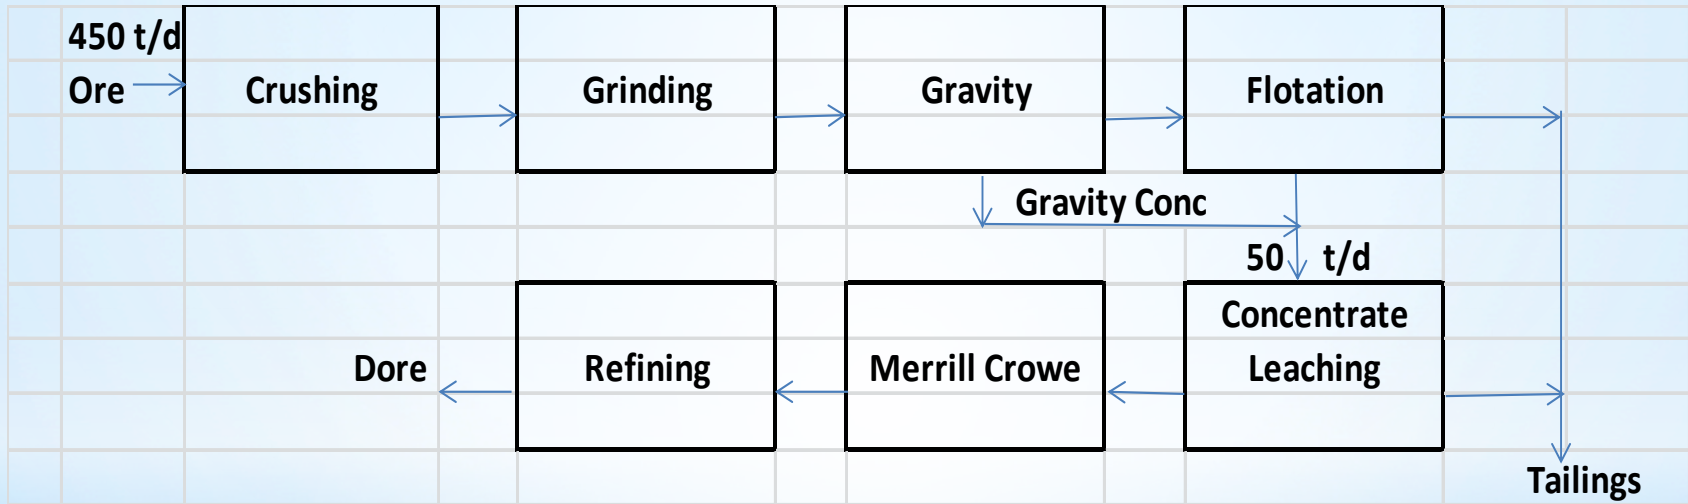 450 t/d
Ore
Crushing
Grinding
Gravity
Flotation
Gravity Conc
50 t/d
Concentrate
Leaching
Merrill Crowe
Refining
Dore
Tailings